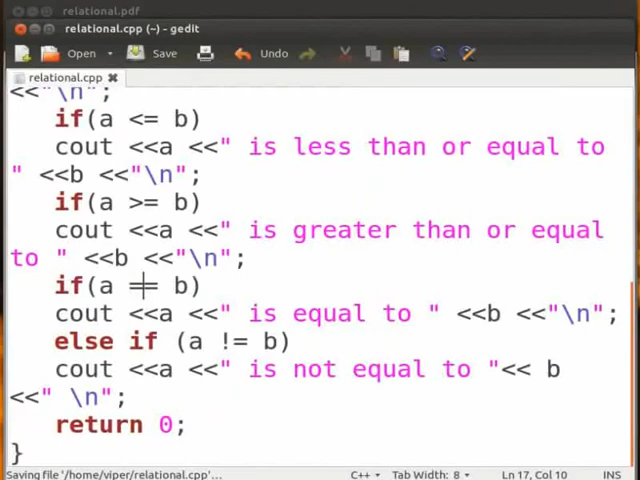 relational.pdf
relational.cpp (~) - gedit
Open Save Undo
relational.cpp
<<"\n";
if(a <= b)
cout <<a <<" is less than or equal to
" <<b <<"\n";
if(a >= b)
cout <<a <<" is greater than or equal
to " <<b <<"\n";
if(a == b)
cout <<a <<" is equal to " <<b <<"\n";
else if (a != b)
cout <<a <<" is not equal to "<< b
<<" \n";
return 0;
}
Saving file '/home/viper/relational.cpp'... C++ Tab Width: 8 Ln 17, Col 10 INS